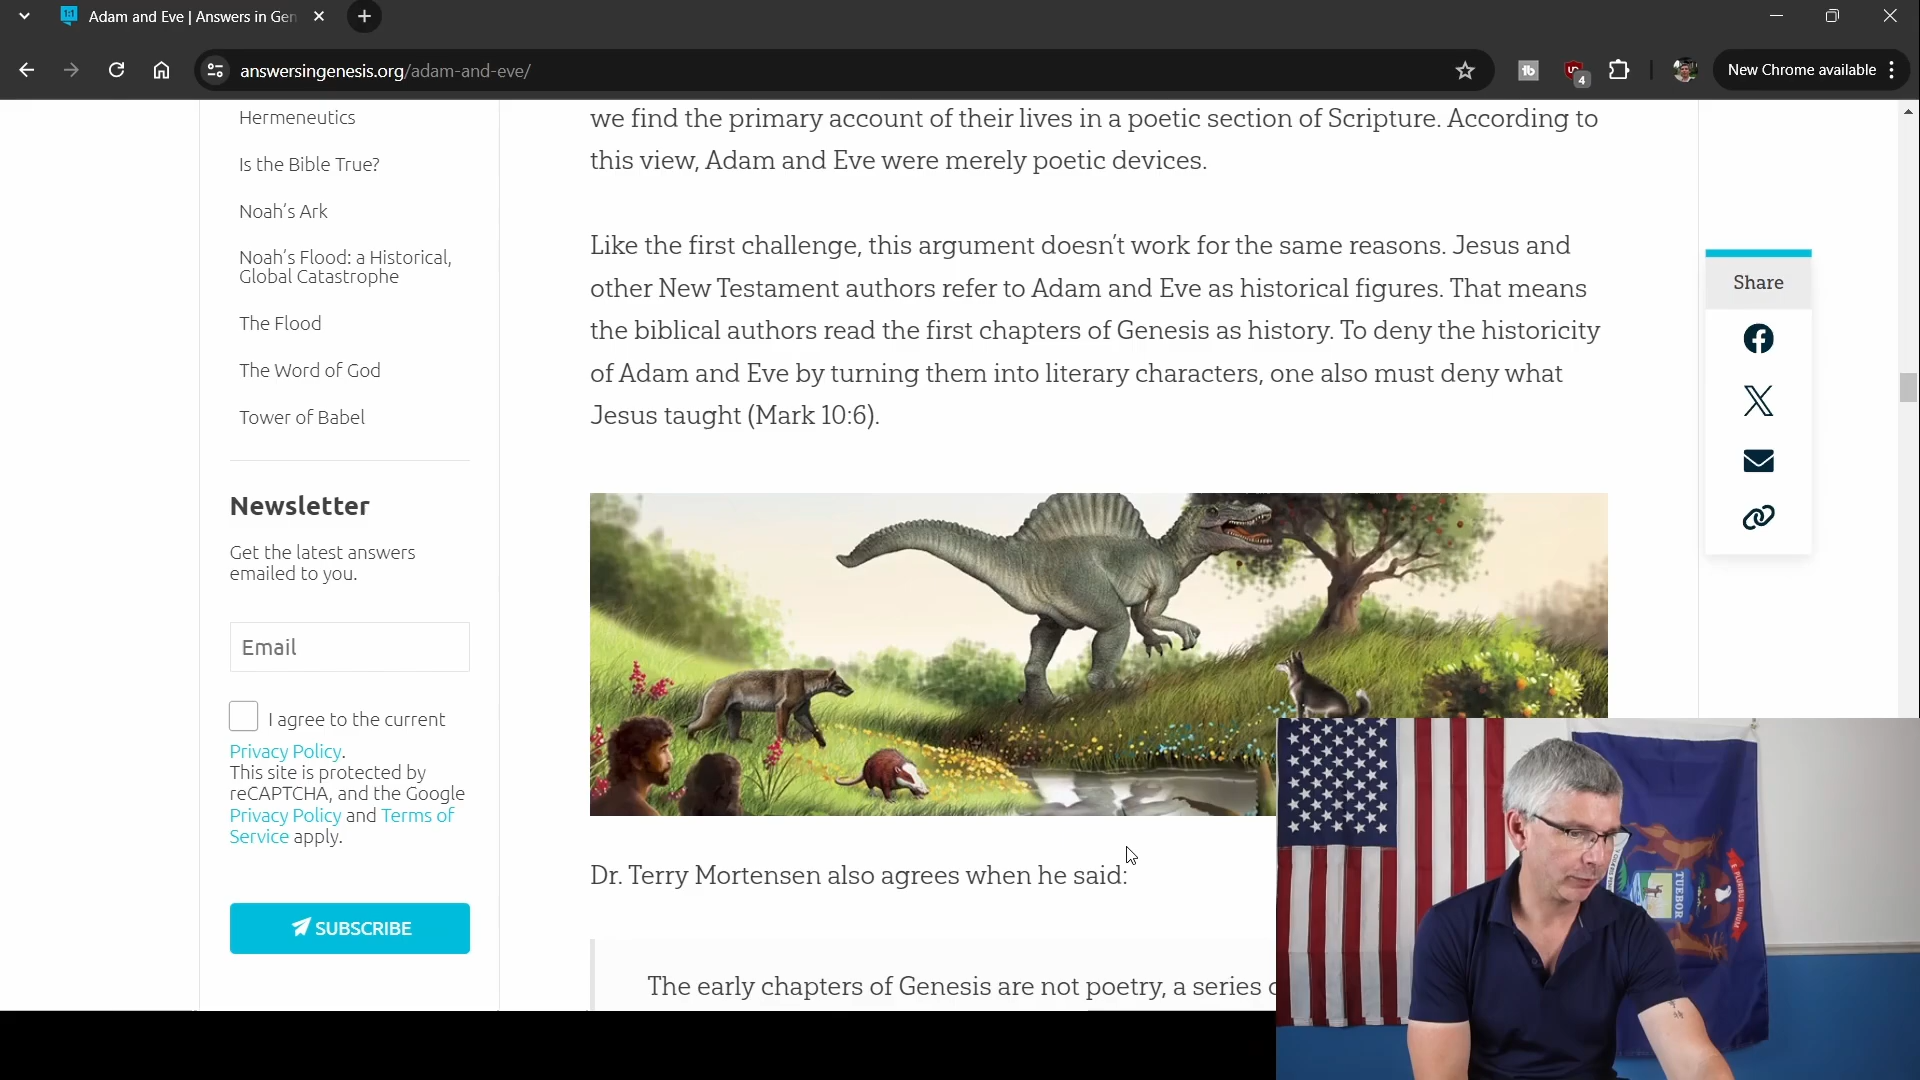 Adam and Eve | Answers in Gen
answersingenesis.org/adam-and-eve/
4
New Chrome available
Hermeneutics
Is the Bible True?
Noah’s Ark
Noah’s Flood: a Historical,
Global Catastrophe
The Flood
The Word of God
Tower of Babel
Newsletter
Get the latest answers
emailed to you.
Email
I agree to the current
Privacy Policy.
This site is protected by
reCAPTCHA, and the Google
Privacy Policy and Terms of
Service apply.
SUBSCRIBE
we find the primary account of their lives in a poetic section of Scripture. According to
this view, Adam and Eve were merely poetic devices.
Like the first challenge, this argument doesn’t work for the same reasons. Jesus and
other New Testament authors refer to Adam and Eve as historical figures. That means
the biblical authors read the first chapters of Genesis as history. To deny the historicity
of Adam and Eve by turning them into literary characters, one also must deny what
Jesus taught (Mark 10:6).
Dr. Terry Mortensen also agrees when he said:
The early chapters of Genesis are not poetry, a series
Share
TUEBOR
E PLURIBUS UNUM